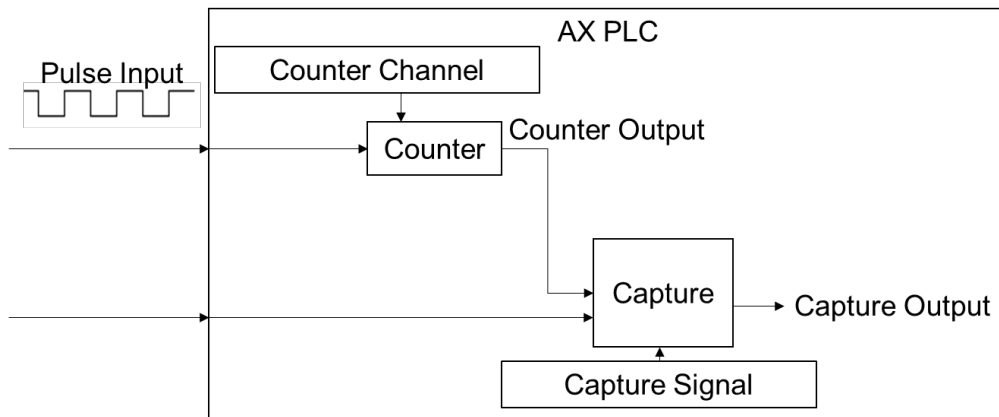 AX PLC
Pulse Input
Counter Channel
Counter Output
Counter
Capture
Capture Output
Capture Signal